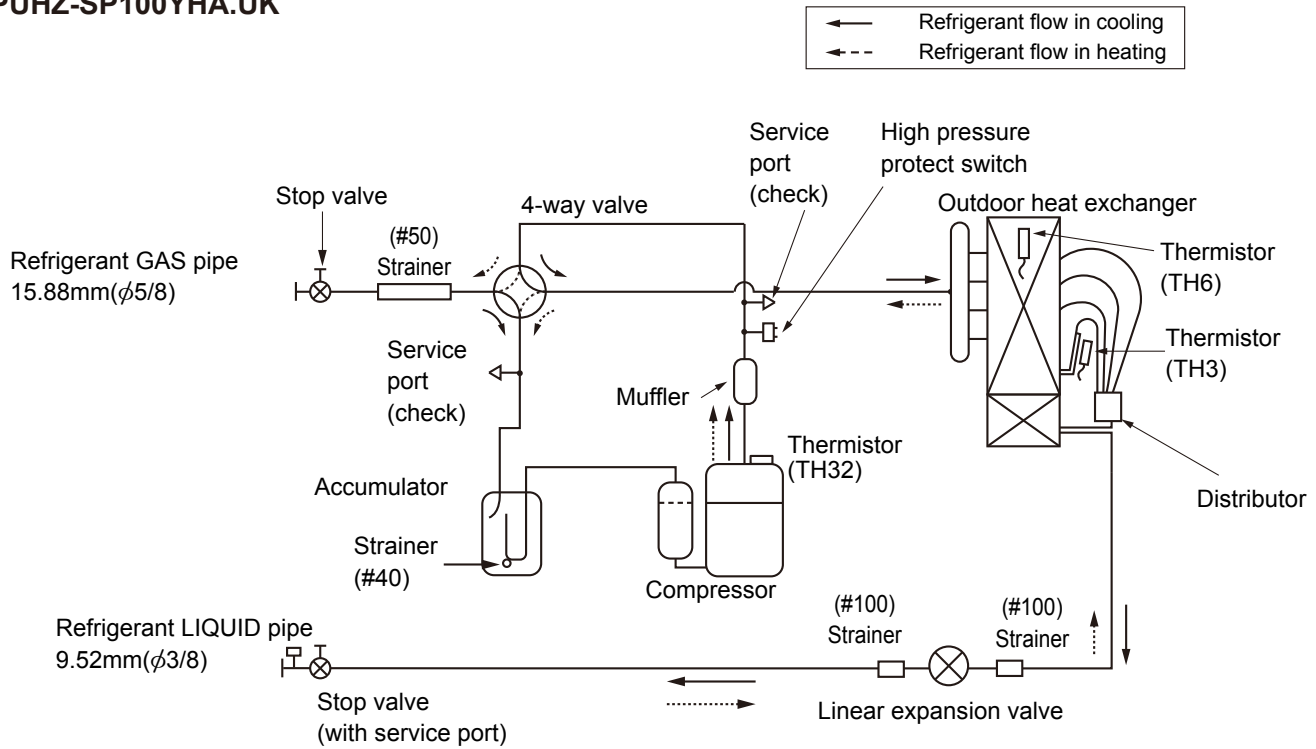 PUHZ-SP100YHA.UK
Refrigerant flow in cooling
Refrigerant flow in heating
Service
port
(check)
High pressure
protect switch
Stop valve
4-way valve
Outdoor heat exchanger
(#50)
Strainer
Refrigerant GAS pipe
15.88mm(ϕ5/8)
Thermistor
(TH6)
Thermistor
(TH3)
Service
port
(check)
Muffler
Thermistor
(TH32)
Accumulator
Distributor
Strainer
(#40)
Compressor
(#100)
Strainer
(#100)
Strainer
Refrigerant LIQUID pipe
9.52mm(ϕ3/8)
Stop valve
(with service port)
Linear expansion valve